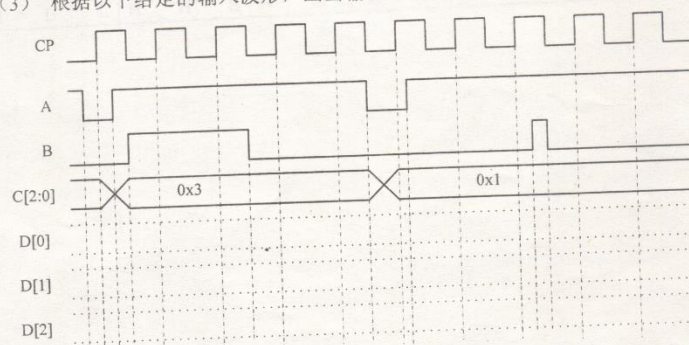 （3） 根据以下给定的输入波形，画出输
CP
A
B
C[2:0]
0x3
0x1
D[0]
D[1]
D[2]